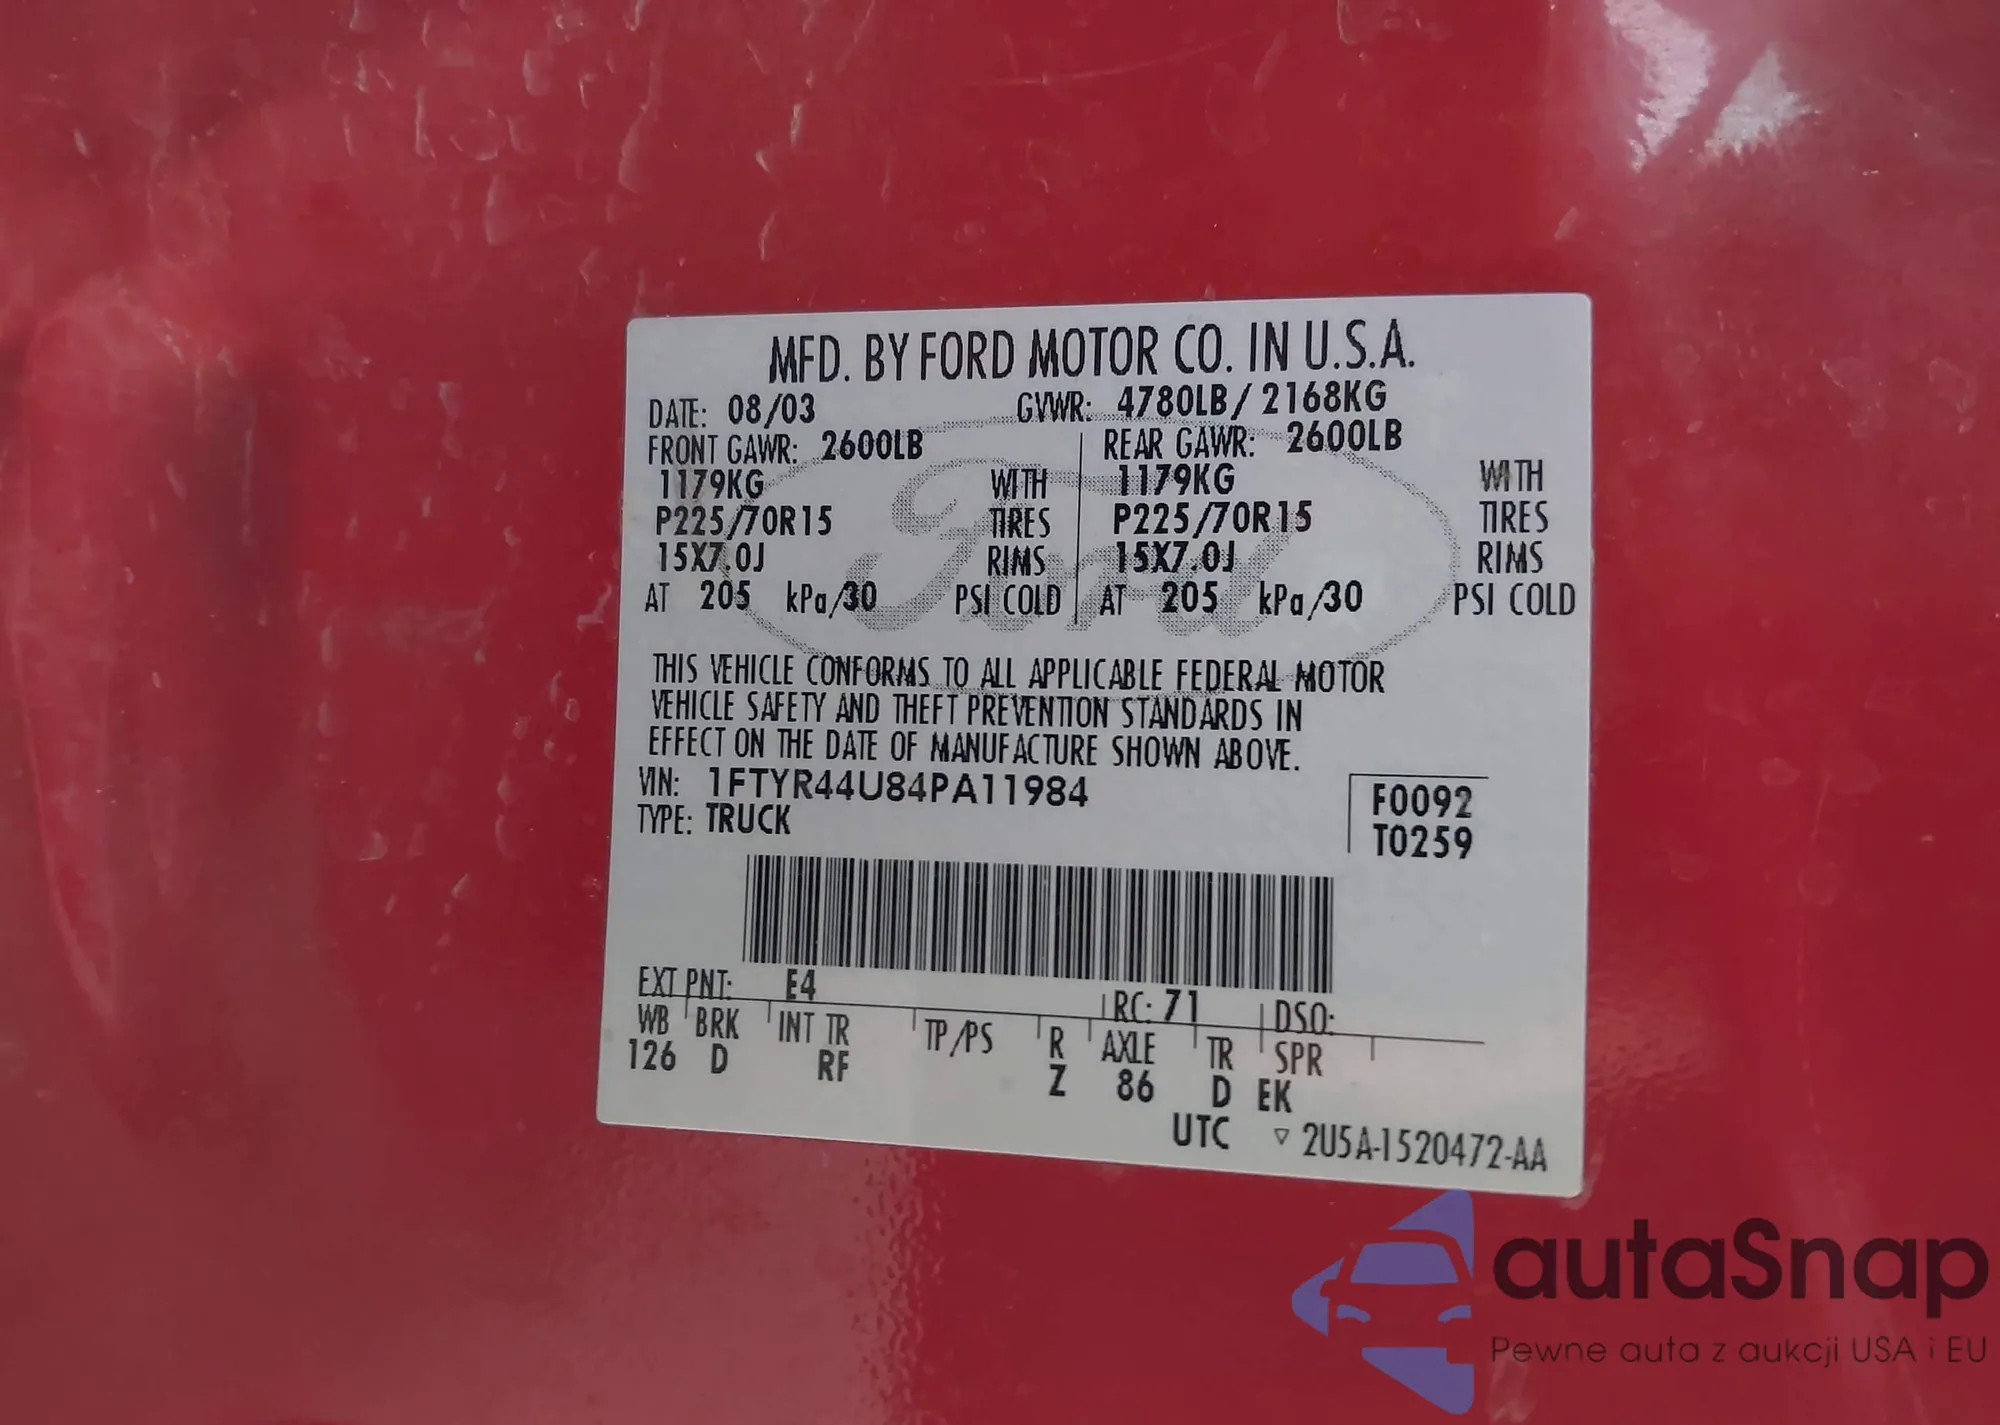 MFD. BY FORD MOTOR CO. IN U.S.A.
DATE: 08/03 GVWR: 4780LB/ 2168KG
FRONT GAWR: 2600LB REAR GAWR: 2600LB
1179KG WITH 1179KG WITH
P225/70R15 TIRES P225/70R15 TIRES
15X7.0J RIMS 15X7.0J RIMS
AT 205 kPa/30 PSI COLD AT 205 kPa/30 PSI COLD
Ford
THIS VEHICLE CONFORMS TO ALL APPLICABLE FEDERAL MOTOR
VEHICLE SAFETY AND THEFT PREVENTION STANDARDS IN
EFFECT ON THE DATE OF MANUFACTURE SHOWN ABOVE.
VIN: 1FTYR44U84PA11984
TYPE: TRUCK
F0092
T0259
EXT PNT: E4 RC: 71 DSO:
WB BRK INT TR TP/PS R AXLE TR SPR
126 D RF Z 86 D EK
UTC ▽ 2U5A-1520472-AA
autaSnap
Pewne auta z aukcji USA i EU